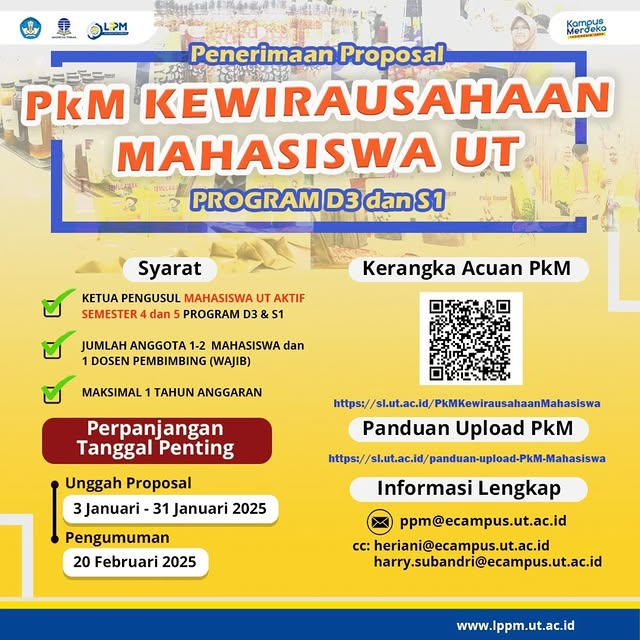 LPPM
Kampus
Merdeka
INDONESIA JAYA
Penerimaan Proposal
PkM KEWIRAUSAHAAN
MAHASISWA UT
PROGRAM D3 dan S1
Syarat
KETUA PENGUSUL MAHASISWA UT AKTIF
SEMESTER 4 dan 5 PROGRAM D3 & S1
JUMLAH ANGGOTA 1-2 MAHASISWA dan
1 DOSEN PEMBIMBING (WAJIB)
MAKSIMAL 1 TAHUN ANGGARAN
Perpanjangan
Tanggal Penting
Unggah Proposal
3 Januari - 31 Januari 2025
Pengumuman
20 Februari 2025
Kerangka Acuan PkM
https://sl.ut.ac.id/PkMKewirausahaanMahasiswa
Panduan Upload PkM
https://sl.ut.ac.id/panduan-upload-PkM-Mahasiswa
Informasi Lengkap
ppm@ecampus.ut.ac.id
cc: heriani@ecampus.ut.ac.id
harry.subandri@ecampus.ut.ac.id
www.lppm.ut.ac.id